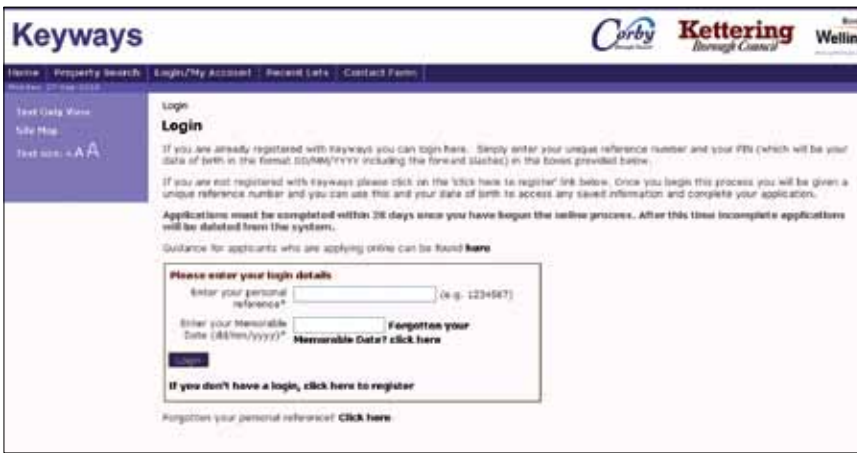 Keyways
Corby
Borough Council
Kettering
Borough Council
Wellin
Home Property Search Login/My Account Recent Lets Contact Form
Monday, 27 Sep 2010
Text Only View
Site Map
Text size: A A A
Login
Login
If you are already registered with Keyways you can login here. Simply enter your unique reference number and your PIN (which will be your
date of birth in the format DD/MM/YYYY including the forward slashes) in the boxes provided below.
If you are not registered with Keyways please click on the 'click here to register' link below. Once you begin this process you will be given a
unique reference number and you can use this and your date of birth to access any saved information and complete your application.
Applications must be completed within 28 days once you have begun the online process. After this time incomplete applications
will be deleted from the system.
Guidance for applicants who are applying online can be found here
Please enter your login details
Enter your personal
reference* (e.g. 1234567)
Enter your Memorable
Date (dd/mm/yyyy)* Forgotten your
Memorable Date? click here
Login
If you don't have a login, click here to register
Forgotten your personal reference? Click here